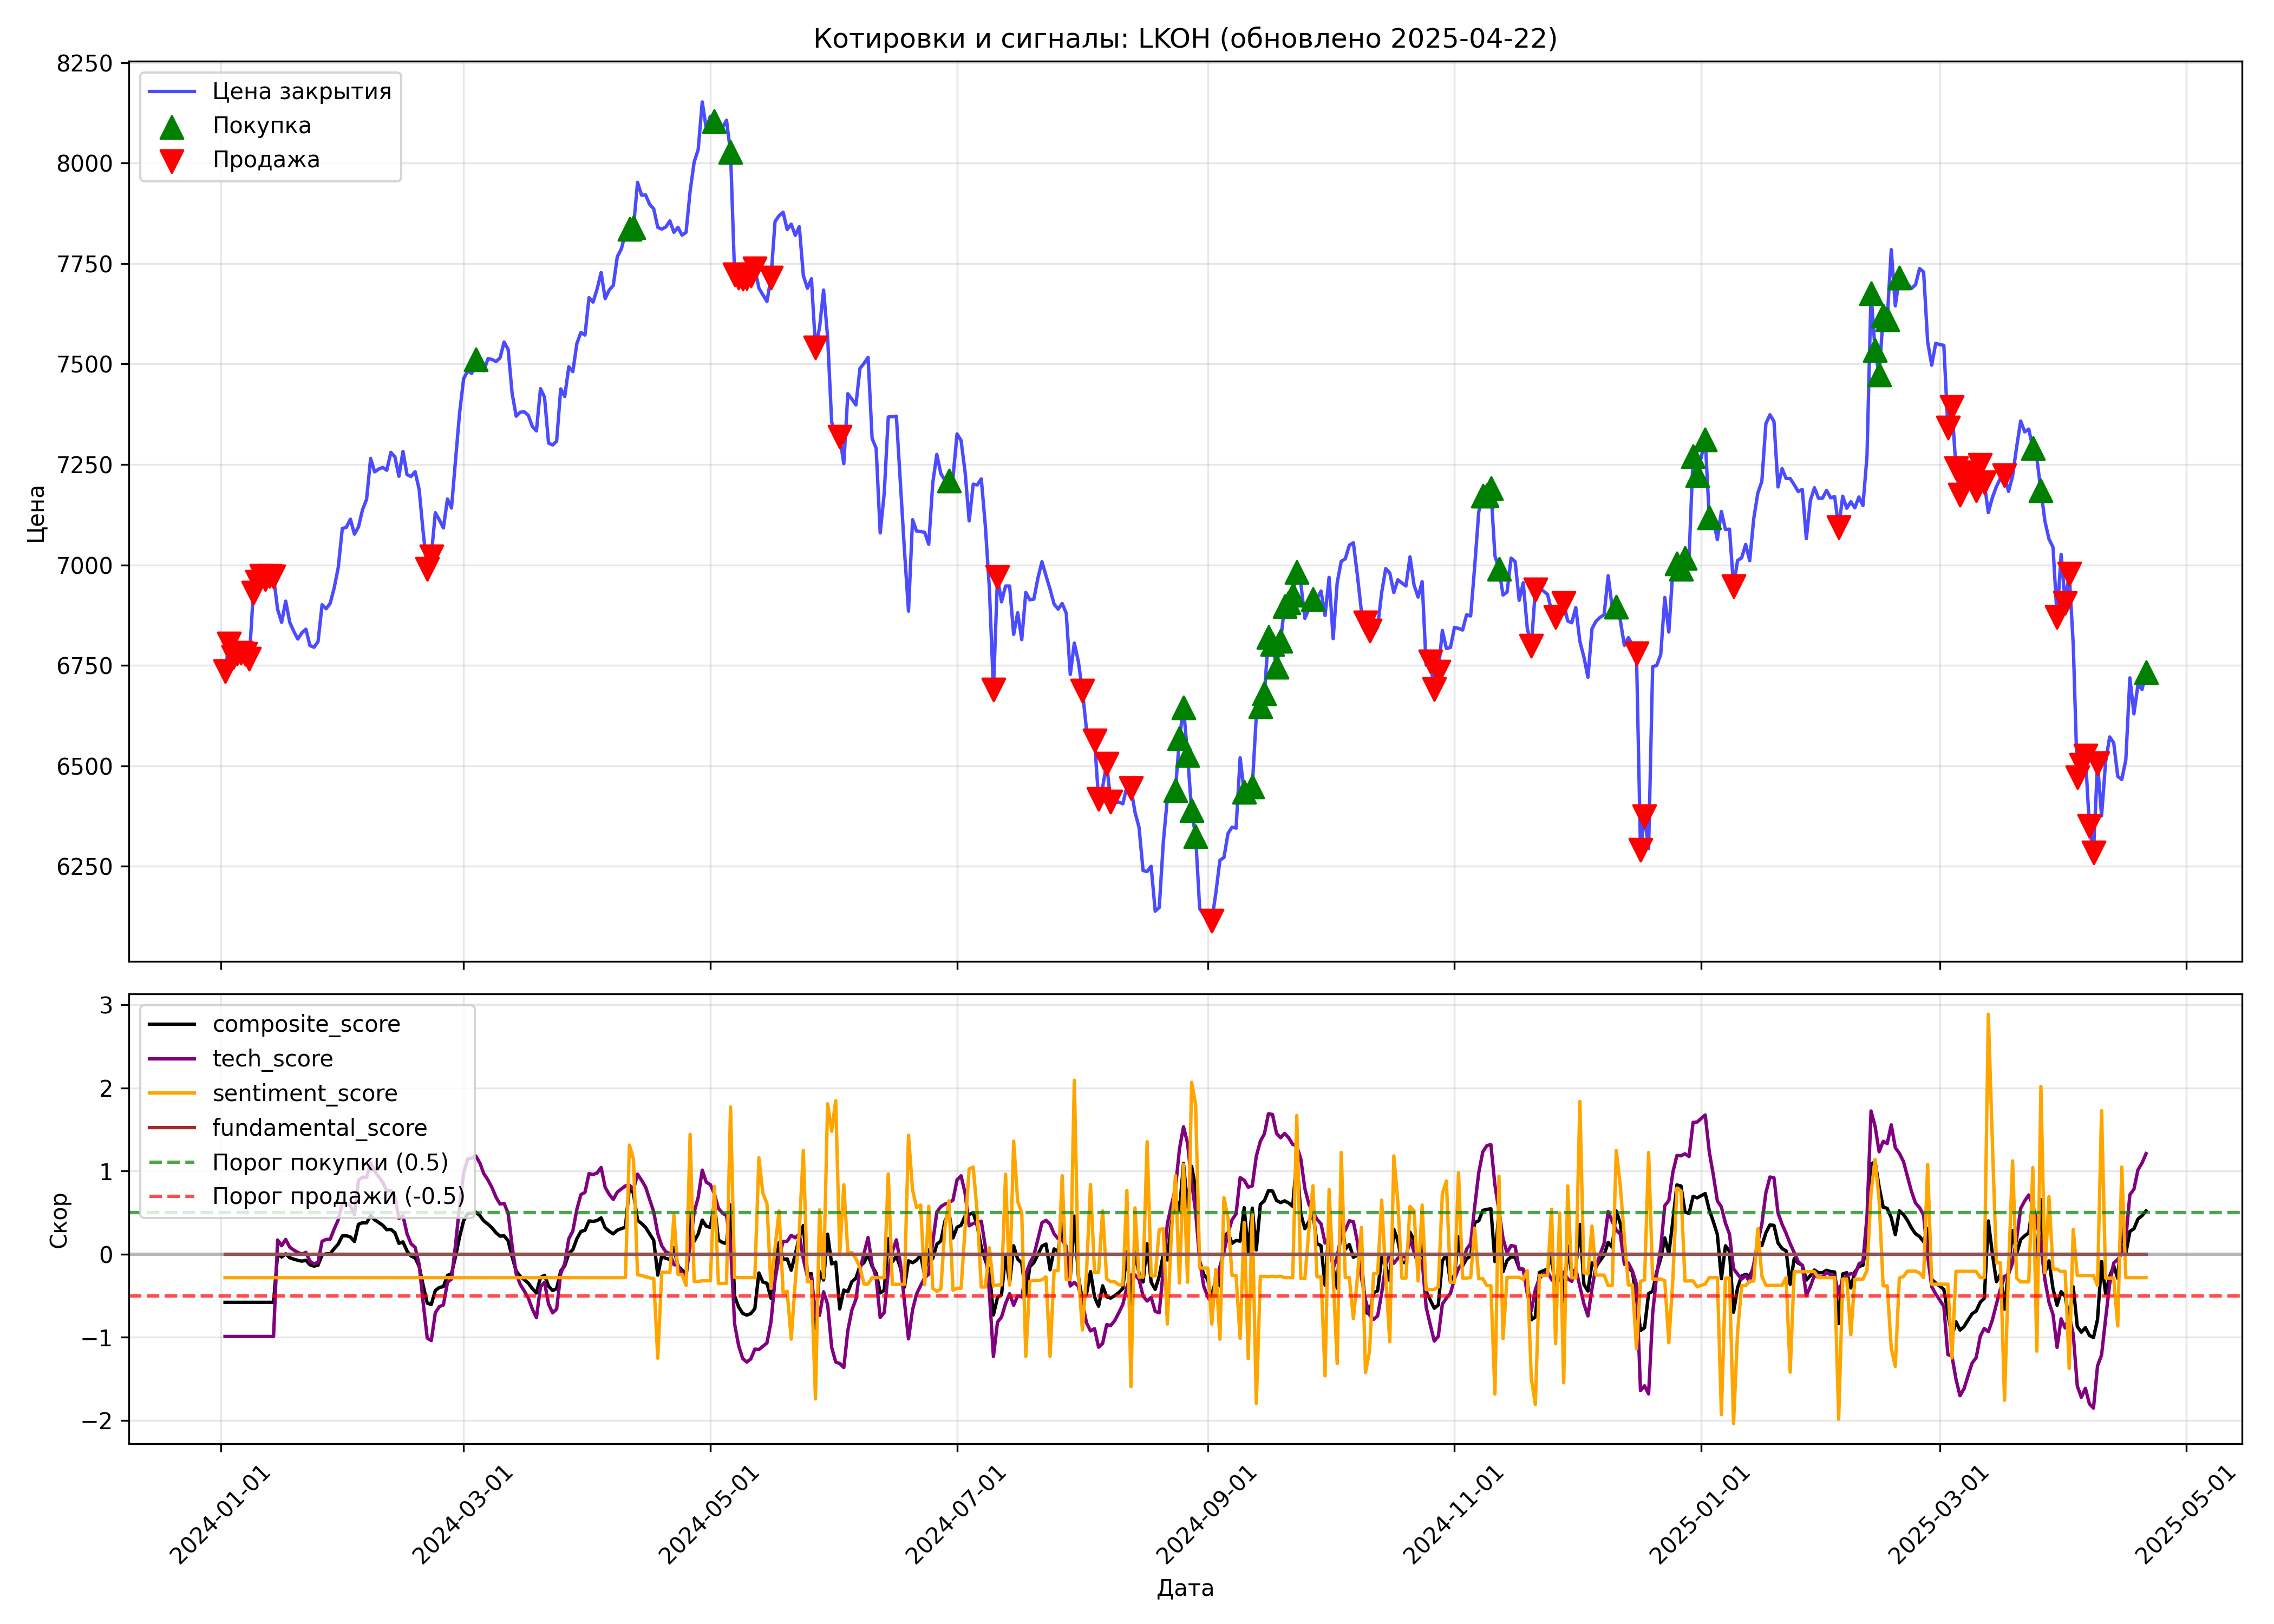 Котировки и сигналы: LKOH (обновлено 2025-04-22)
8250
8000
7750
7500
7250
7000
6750
6500
6250
Цена
Цена закрытия
Покупка
Продажа
3
2
1
0
−1
−2
Скор
composite_score
tech_score
sentiment_score
fundamental_score
Порог покупки (0.5)
Порог продажи (-0.5)
2024-01-01
2024-03-01
2024-05-01
2024-07-01
2024-09-01
2024-11-01
2025-01-01
2025-03-01
2025-05-01
Дата